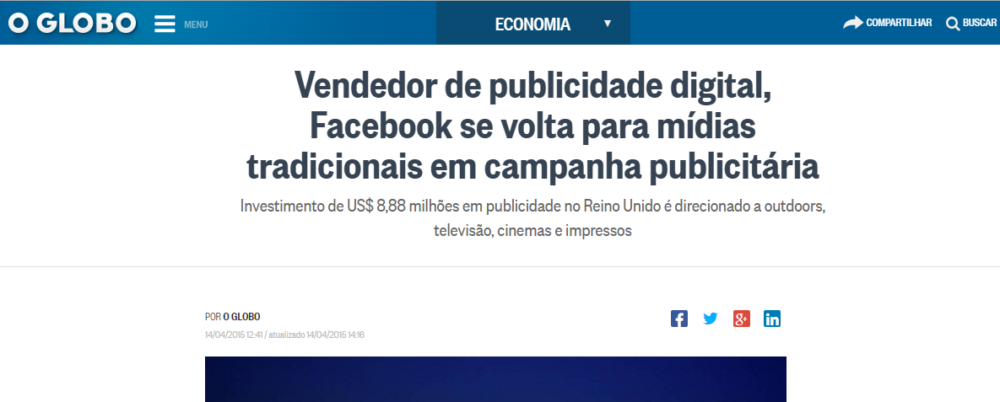 O GLOBO MENU ECONOMIA COMPARTILHAR BUSCAR
Vendedor de publicidade digital,
Facebook se volta para mídias
tradicionais em campanha publicitária
Investimento de US$ 8,88 milhões em publicidade no Reino Unido é direcionado a outdoors,
televisão, cinemas e impressos
POR O GLOBO
14/04/2015 12:41 / atualizado 14/04/2015 14:16